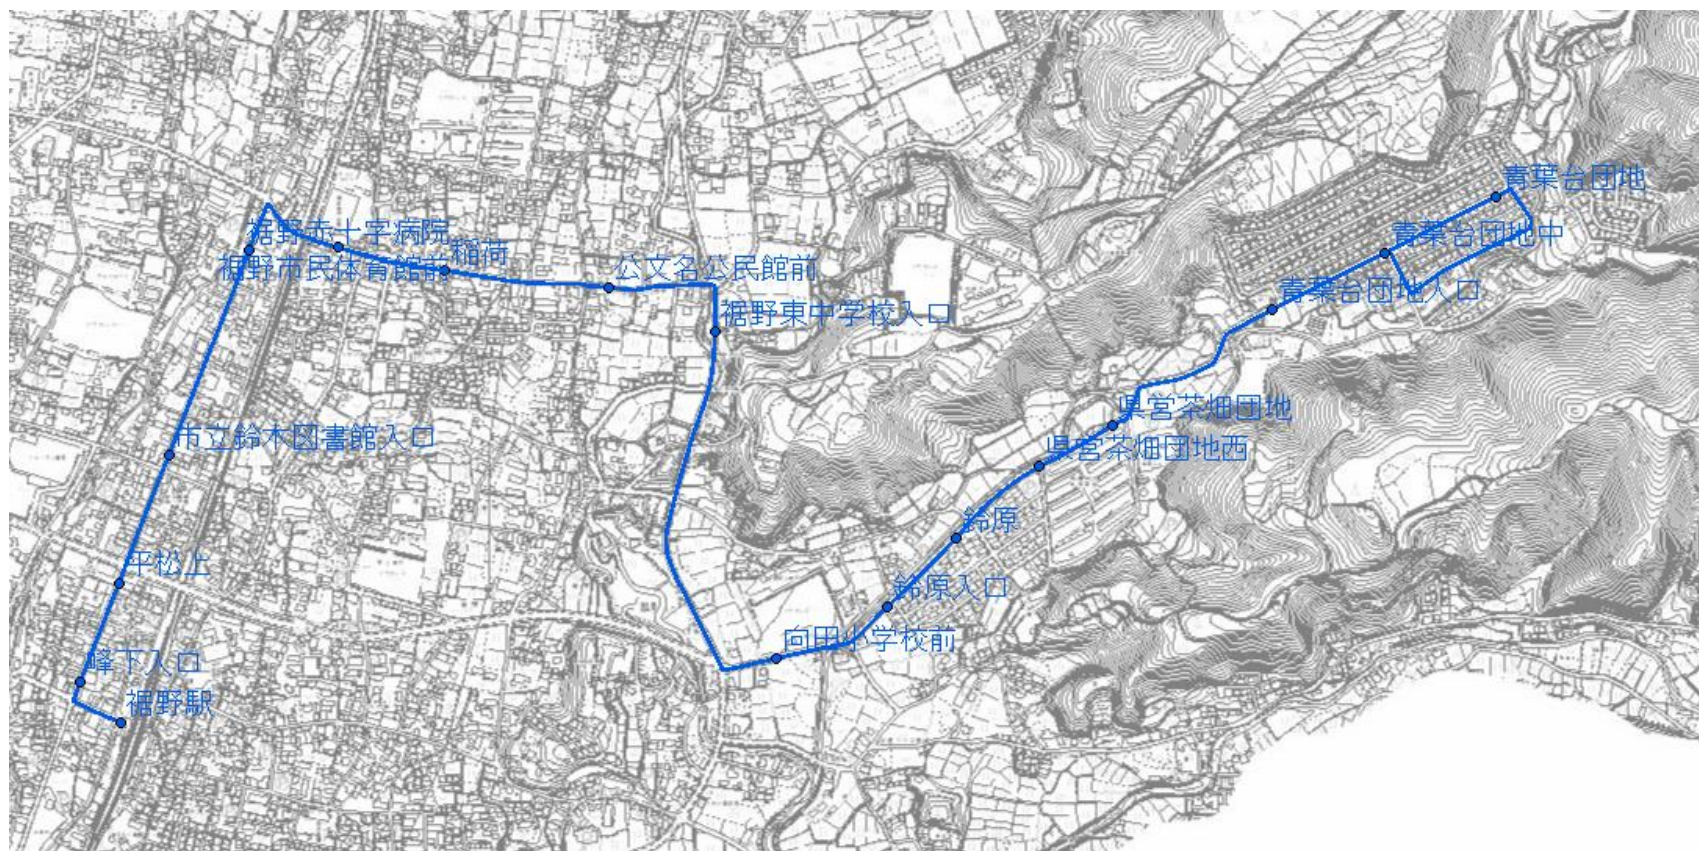 青葉台団地
青葉台団地中
裾野赤十字病院
稲荷
裾野市民体育館前
公文名公民館前
青葉台団地入口
裾野東中学校入口
県営茶畑団地
市立鈴木図書館入口
県営茶畑団地西
鈴原
平松上
鈴原入口
向田小学校前
峰下入口
裾野駅